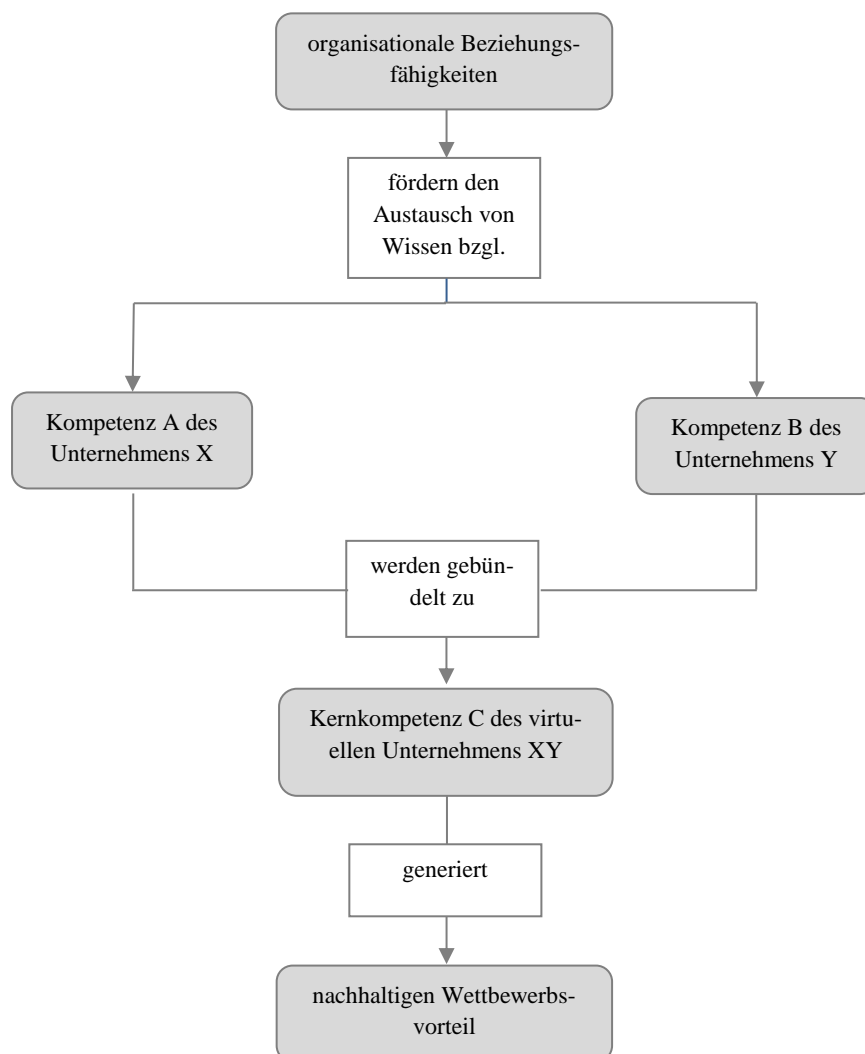 organisationale Beziehungs-
fähigkeiten
fördern den
Austausch von
Wissen bzgl.
Kompetenz A des
Unternehmens X
Kompetenz B des
Unternehmens Y
werden gebün-
delt zu
Kernkompetenz C des virtu-
ellen Unternehmens XY
generiert
nachhaltigen Wettbewerbs-
vorteil